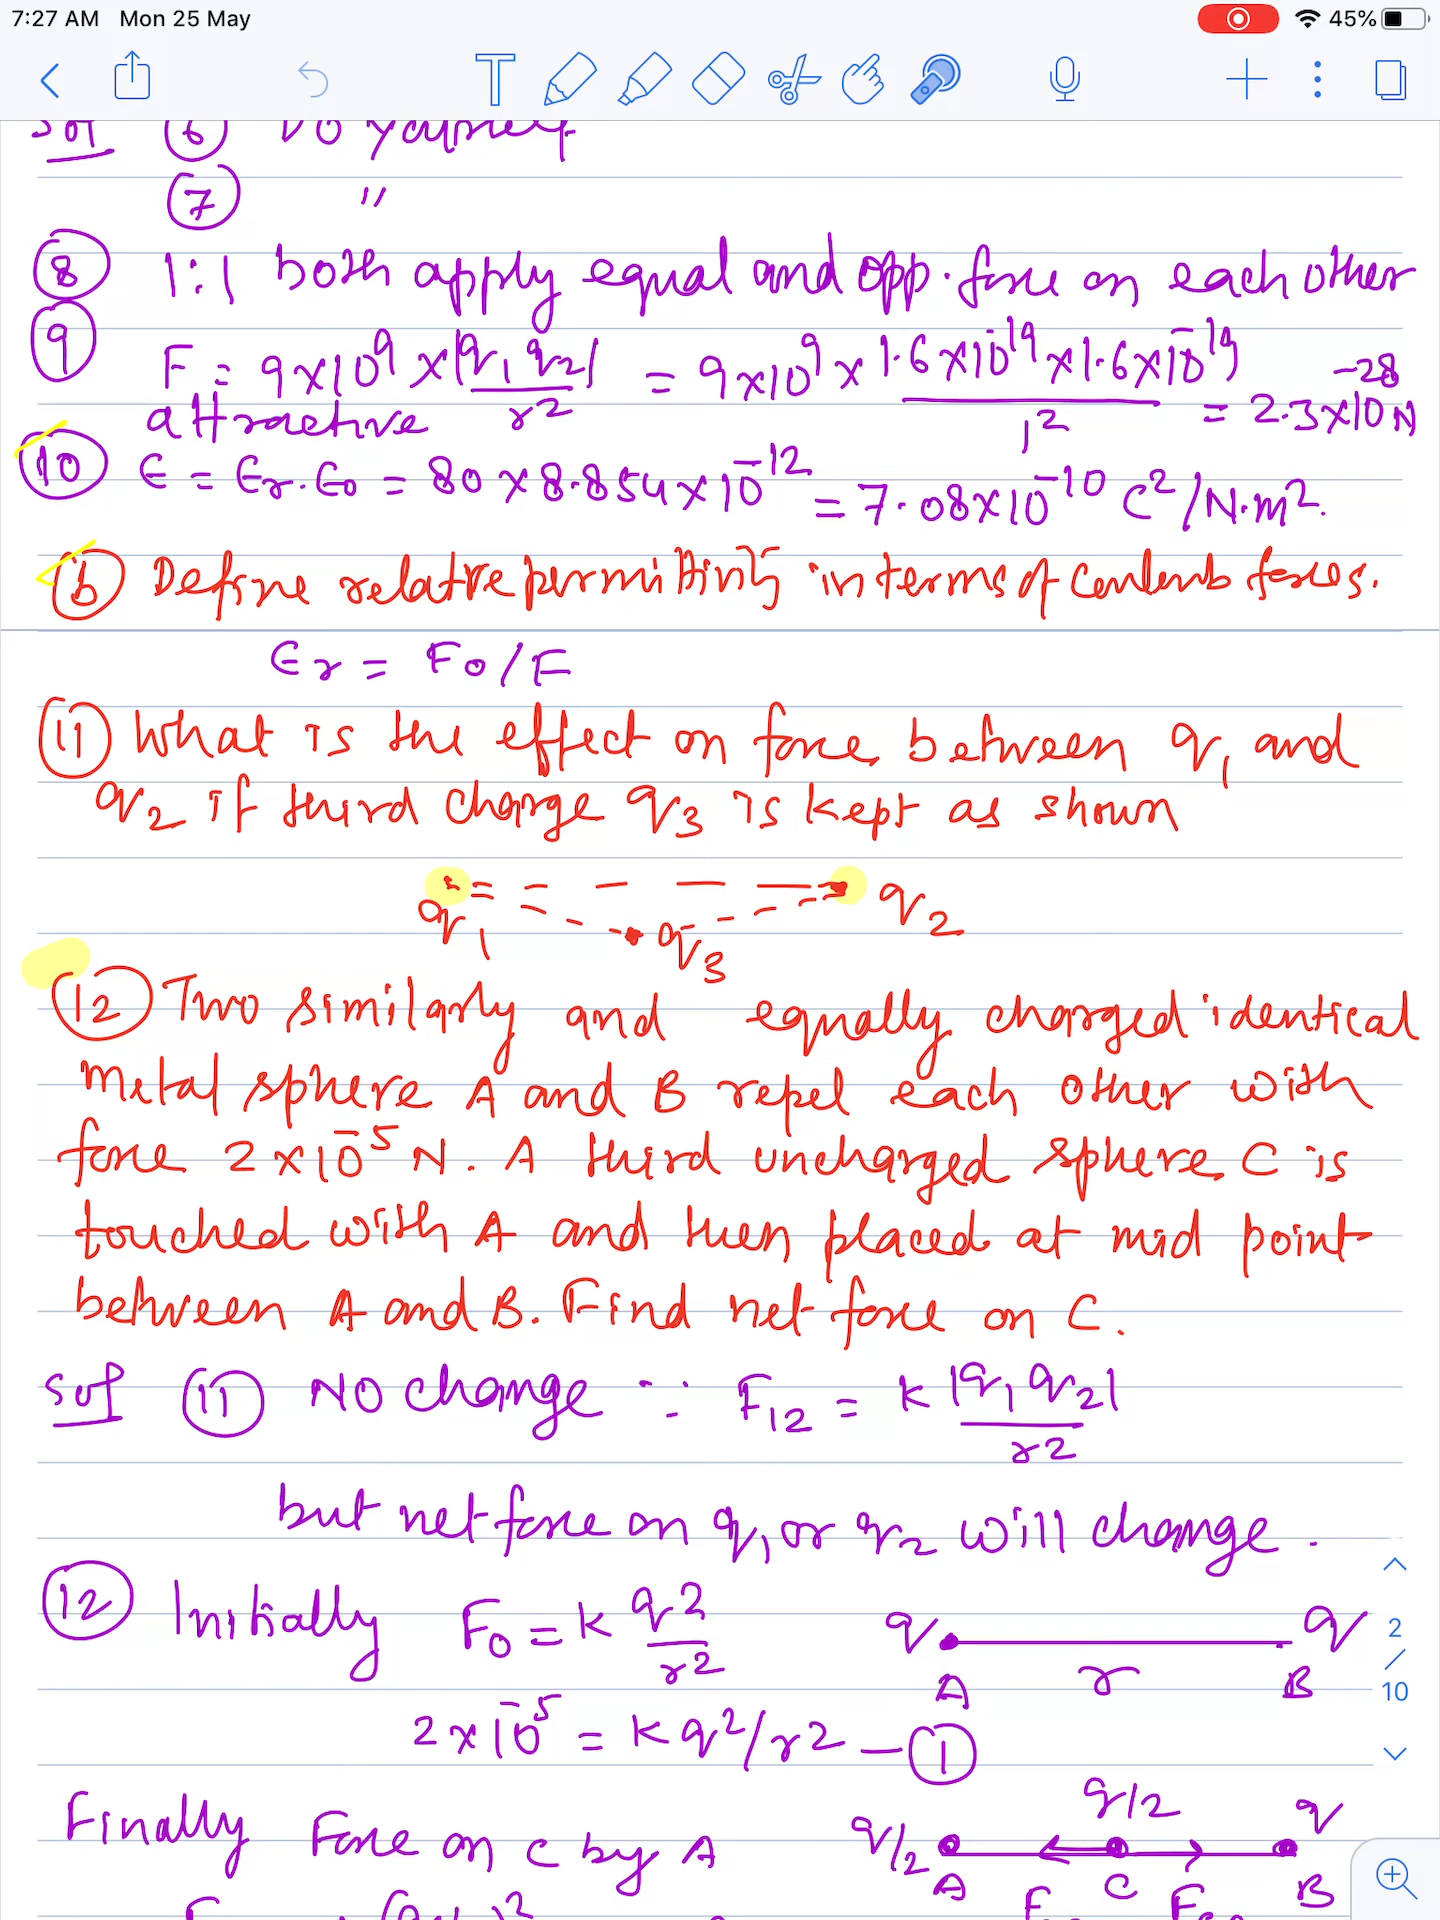 7:27 AM Mon 25 May
45%
Sol (6) Do yourself
(7) "
(8) 1:1 both apply equal and opp. force on each other
(9) F = 9×10⁹ × |q₁ q₂| / r² = 9×10⁹ × 1.6×10⁻¹⁹ × 1.6×10⁻¹⁹ / 1² = 2.3×10⁻²⁸ N
attractive
(10) ϵ = ϵr.ϵ₀ = 80 × 8.854×10⁻¹² = 7.08×10⁻¹⁰ C²/N.m².
(b) Define relative permittivity in terms of Coulomb forces.
ϵr = F₀/F
(11) What is the effect on force between q₁ and
q₂ if third charge q₃ is kept as shown
q₁ q₃ q₂
(12) Two similarly and equally charged identical
metal sphere A and B repel each other with
force 2×10⁻⁵ N. A third uncharged sphere C is
touched with A and then placed at mid point
between A and B. Find net force on C.
Sol (11) No change ∵ F₁₂ = K |q₁ q₂| / r²
but net force on q₁ or q₂ will change.
(12) Initially F₀ = K q² / r² q q
A r B
2
/
10
2×10⁻⁵ = K q²/r² — (1)
q/2
Finally Force on C by A q/2 q
A C B